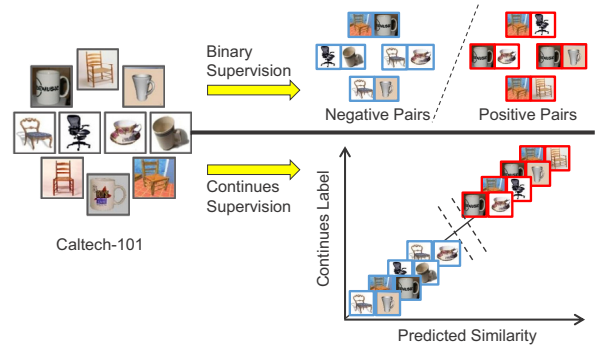 Binary
Supervision
Negative Pairs
Positive Pairs
Continues
Supervision
Caltech-101
Continues Label
Predicted Similarity